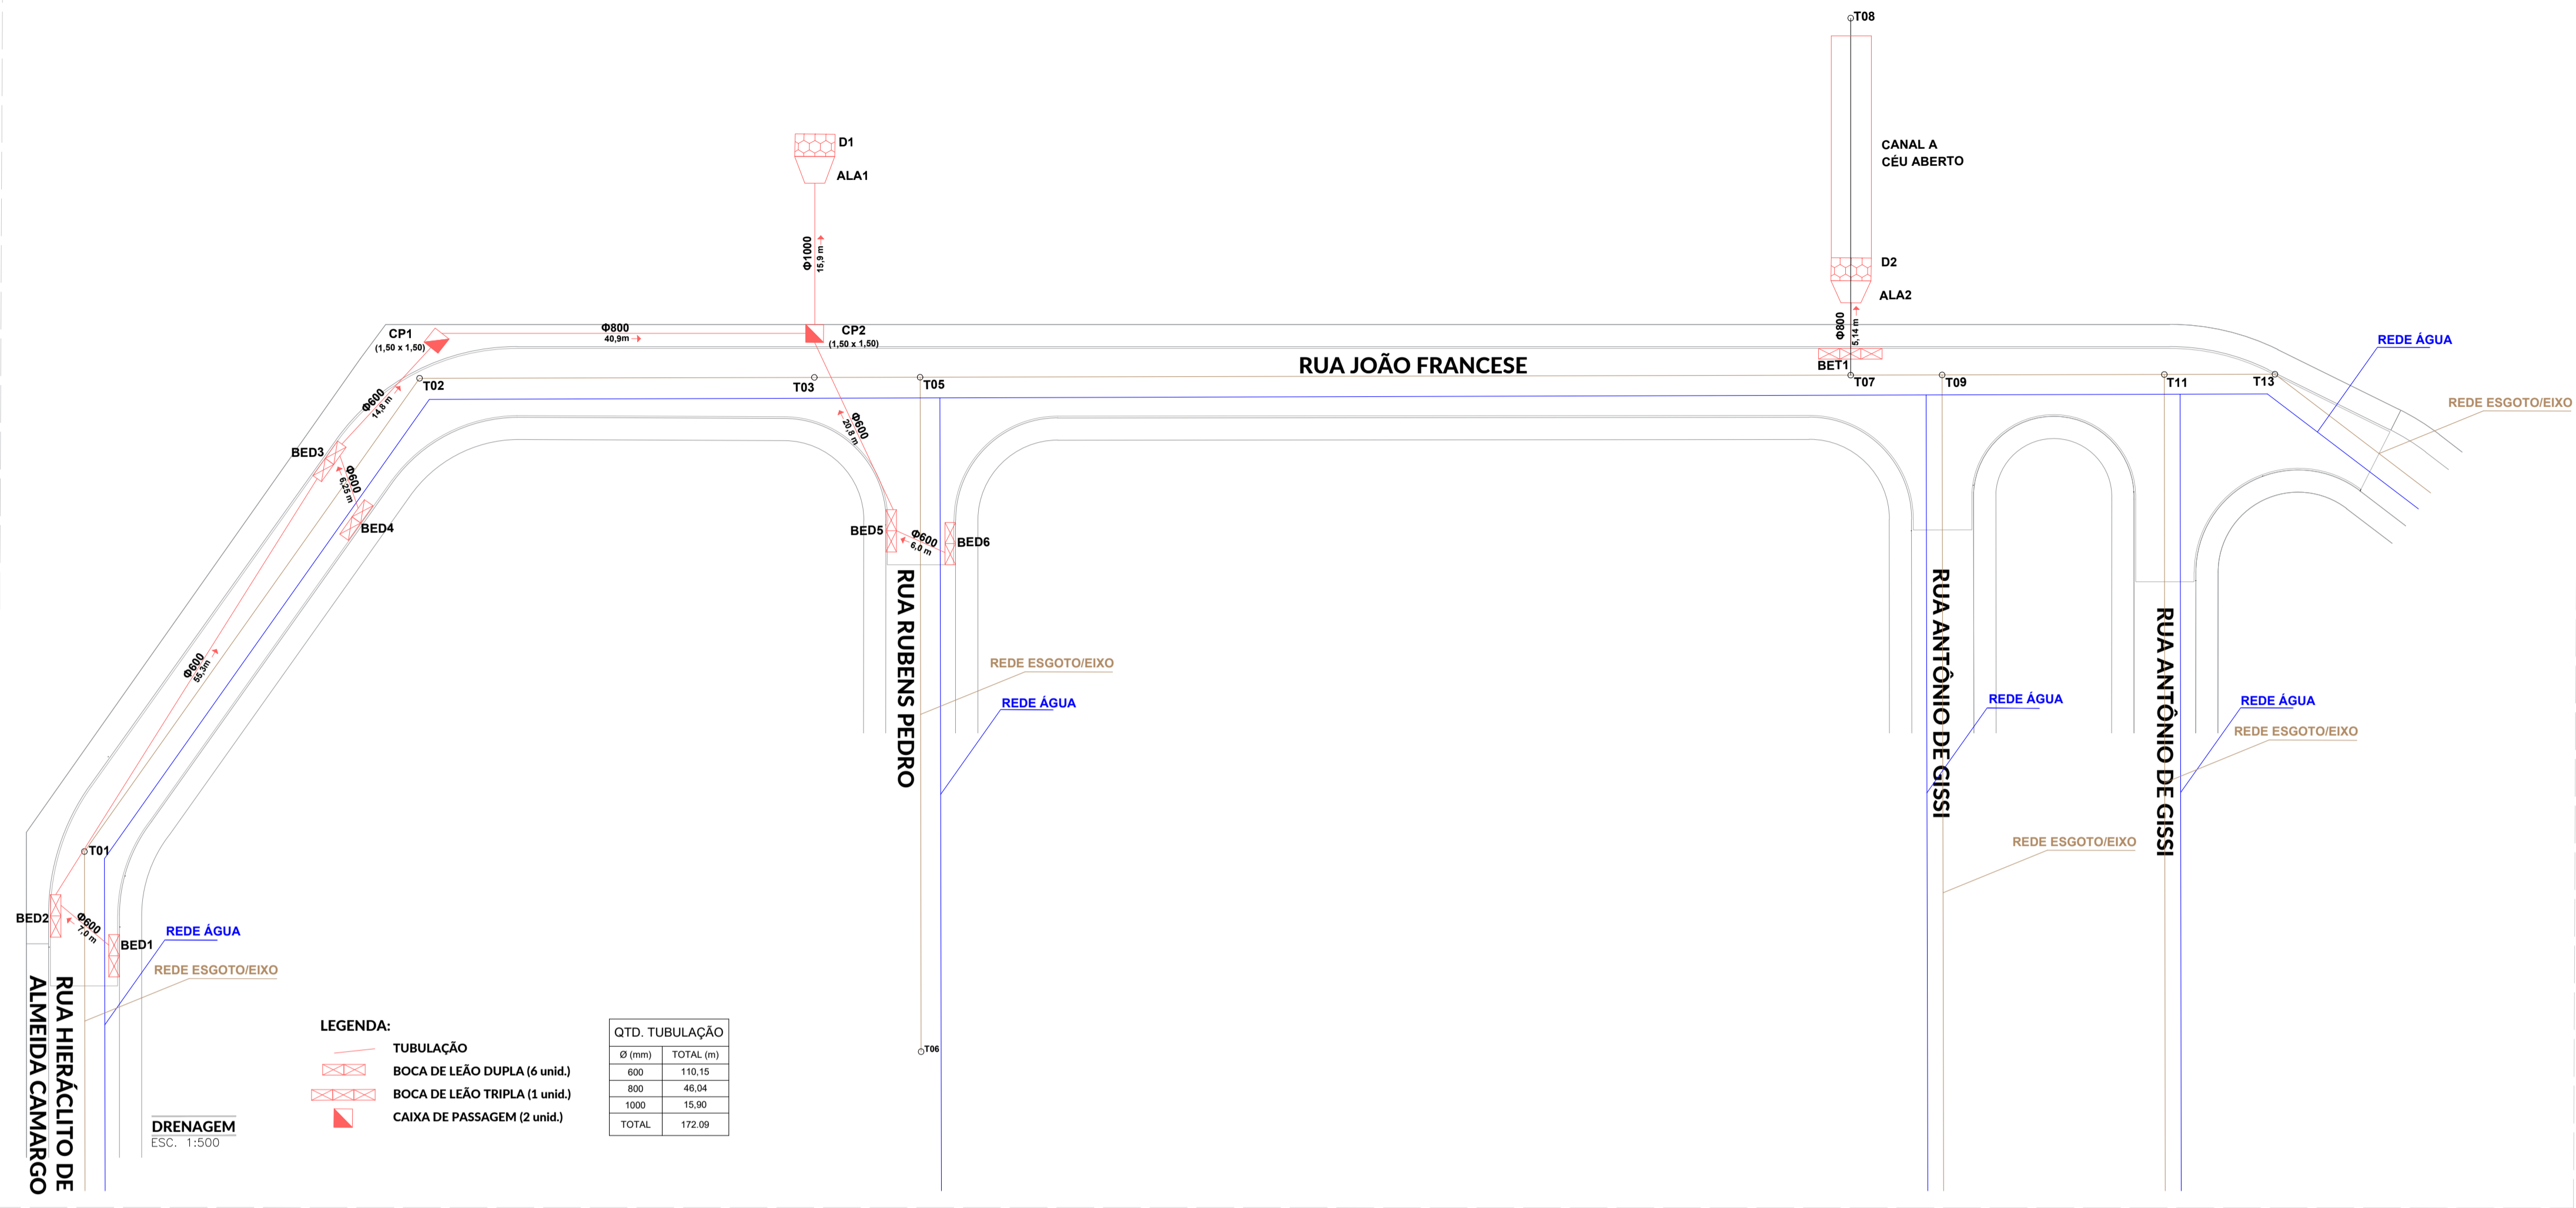 T08
D1
CANAL A
CÉU ABERTO
ALA1
Φ1000
15,9 m
D2
ALA2
Φ800
5,14 m
CP1
(1,50 x 1,50)
Φ800
40,9m
CP2
(1,50 x 1,50)
RUA JOÃO FRANCESE
BET1
REDE ÁGUA
T02
T03
T05
T07
T09
T11
T13
REDE ESGOTO/EIXO
Φ600
14,8 m
Φ600
20,8 m
BED3
Φ600
6,25 m
BED4
BED5
Φ600
6,0 m
BED6
RUA RUBENS PEDRO
RUA ANTÔNIO DE GISSI
RUA ANTÔNIO DE GISSI
Φ600
55,3m
REDE ESGOTO/EIXO
REDE ÁGUA
REDE ÁGUA
REDE ÁGUA
REDE ESGOTO/EIXO
REDE ESGOTO/EIXO
T01
BED2
Φ600
7,0 m
BED1
REDE ÁGUA
REDE ESGOTO/EIXO
RUA HIERÁCLITO DE
ALMEIDA CAMARGO
T06
LEGENDA:
TUBULAÇÃO
BOCA DE LEÃO DUPLA (6 unid.)
BOCA DE LEÃO TRIPLA (1 unid.)
CAIXA DE PASSAGEM (2 unid.)
QTD. TUBULAÇÃO
Ø (mm) TOTAL (m)
600 110,15
800 46,04
1000 15,90
TOTAL 172.09
DRENAGEM
ESC. 1:500